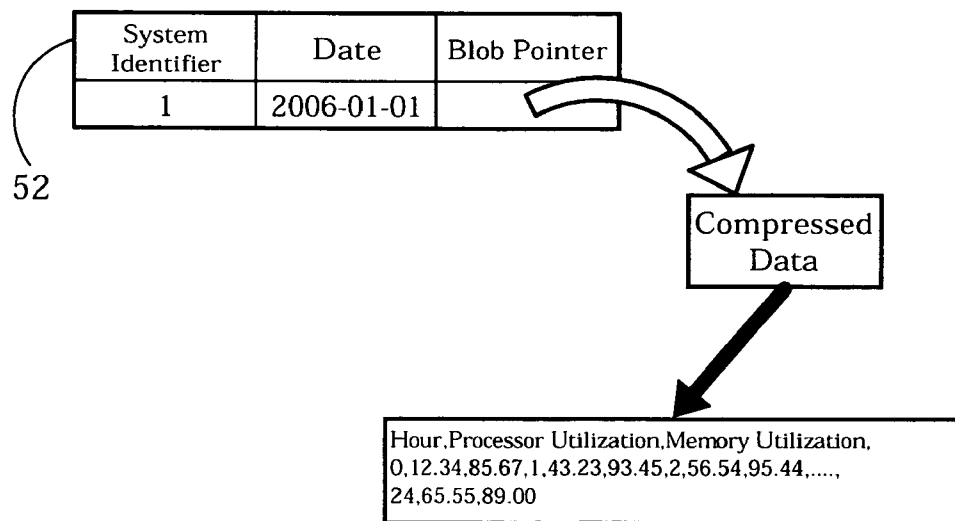 System Identifier
Date
Blob Pointer
1
2006-01-01
52
Compressed
Data
Hour,Processor Utilization,Memory Utilization,
0,12.34,85.67,1,43.23,93.45,2,56.54,95.44,....,
24,65.55,89.00